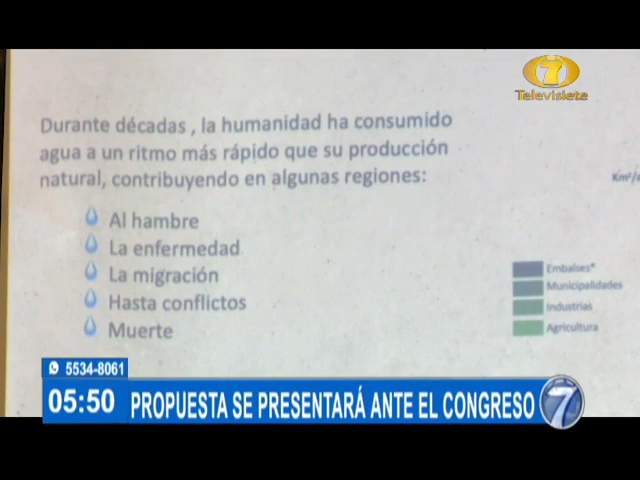 7
Televisiete
Durante décadas , la humanidad ha consumido
agua a un ritmo más rápido que su producción
natural, contribuyendo en algunas regiones:
Al hambre
La enfermedad
La migración
Hasta conflictos
Muerte
Embalses*
Municipalidades
Industrias
Agricultura
5534-8061
05:50 PROPUESTA SE PRESENTARÁ ANTE EL CONGRESO 7